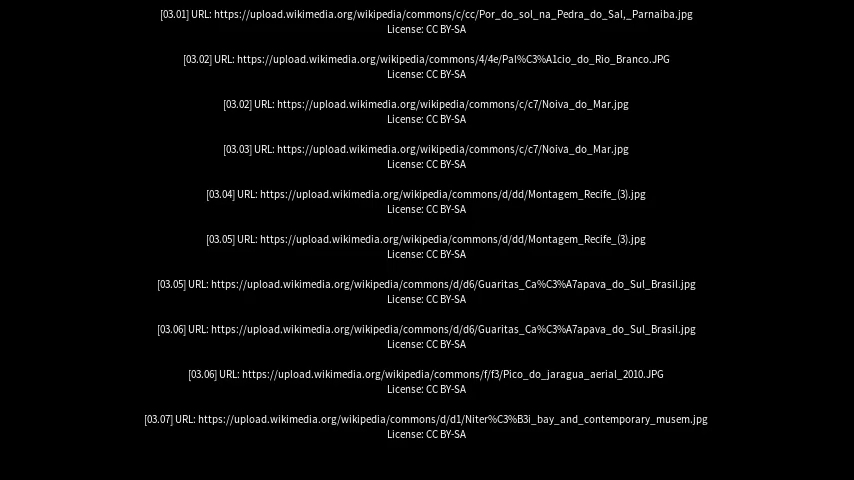 [03.01] URL: https://upload.wikimedia.org/wikipedia/commons/c/cc/Por_do_sol_na_Pedra_do_Sal,_Parnaiba.jpg
License: CC BY-SA
[03.02] URL: https://upload.wikimedia.org/wikipedia/commons/4/4e/Pal%C3%A1cio_do_Rio_Branco.JPG
License: CC BY-SA
[03.02] URL: https://upload.wikimedia.org/wikipedia/commons/c/c7/Noiva_do_Mar.jpg
License: CC BY-SA
[03.03] URL: https://upload.wikimedia.org/wikipedia/commons/c/c7/Noiva_do_Mar.jpg
License: CC BY-SA
[03.04] URL: https://upload.wikimedia.org/wikipedia/commons/d/dd/Montagem_Recife_(3).jpg
License: CC BY-SA
[03.05] URL: https://upload.wikimedia.org/wikipedia/commons/d/dd/Montagem_Recife_(3).jpg
License: CC BY-SA
[03.05] URL: https://upload.wikimedia.org/wikipedia/commons/d/d6/Guaritas_Ca%C3%A7apava_do_Sul_Brasil.jpg
License: CC BY-SA
[03.06] URL: https://upload.wikimedia.org/wikipedia/commons/d/d6/Guaritas_Ca%C3%A7apava_do_Sul_Brasil.jpg
License: CC BY-SA
[03.06] URL: https://upload.wikimedia.org/wikipedia/commons/f/f3/Pico_do_jaragua_aerial_2010.JPG
License: CC BY-SA
[03.07] URL: https://upload.wikimedia.org/wikipedia/commons/d/d1/Niter%C3%B3i_bay_and_contemporary_musem.jpg
License: CC BY-SA